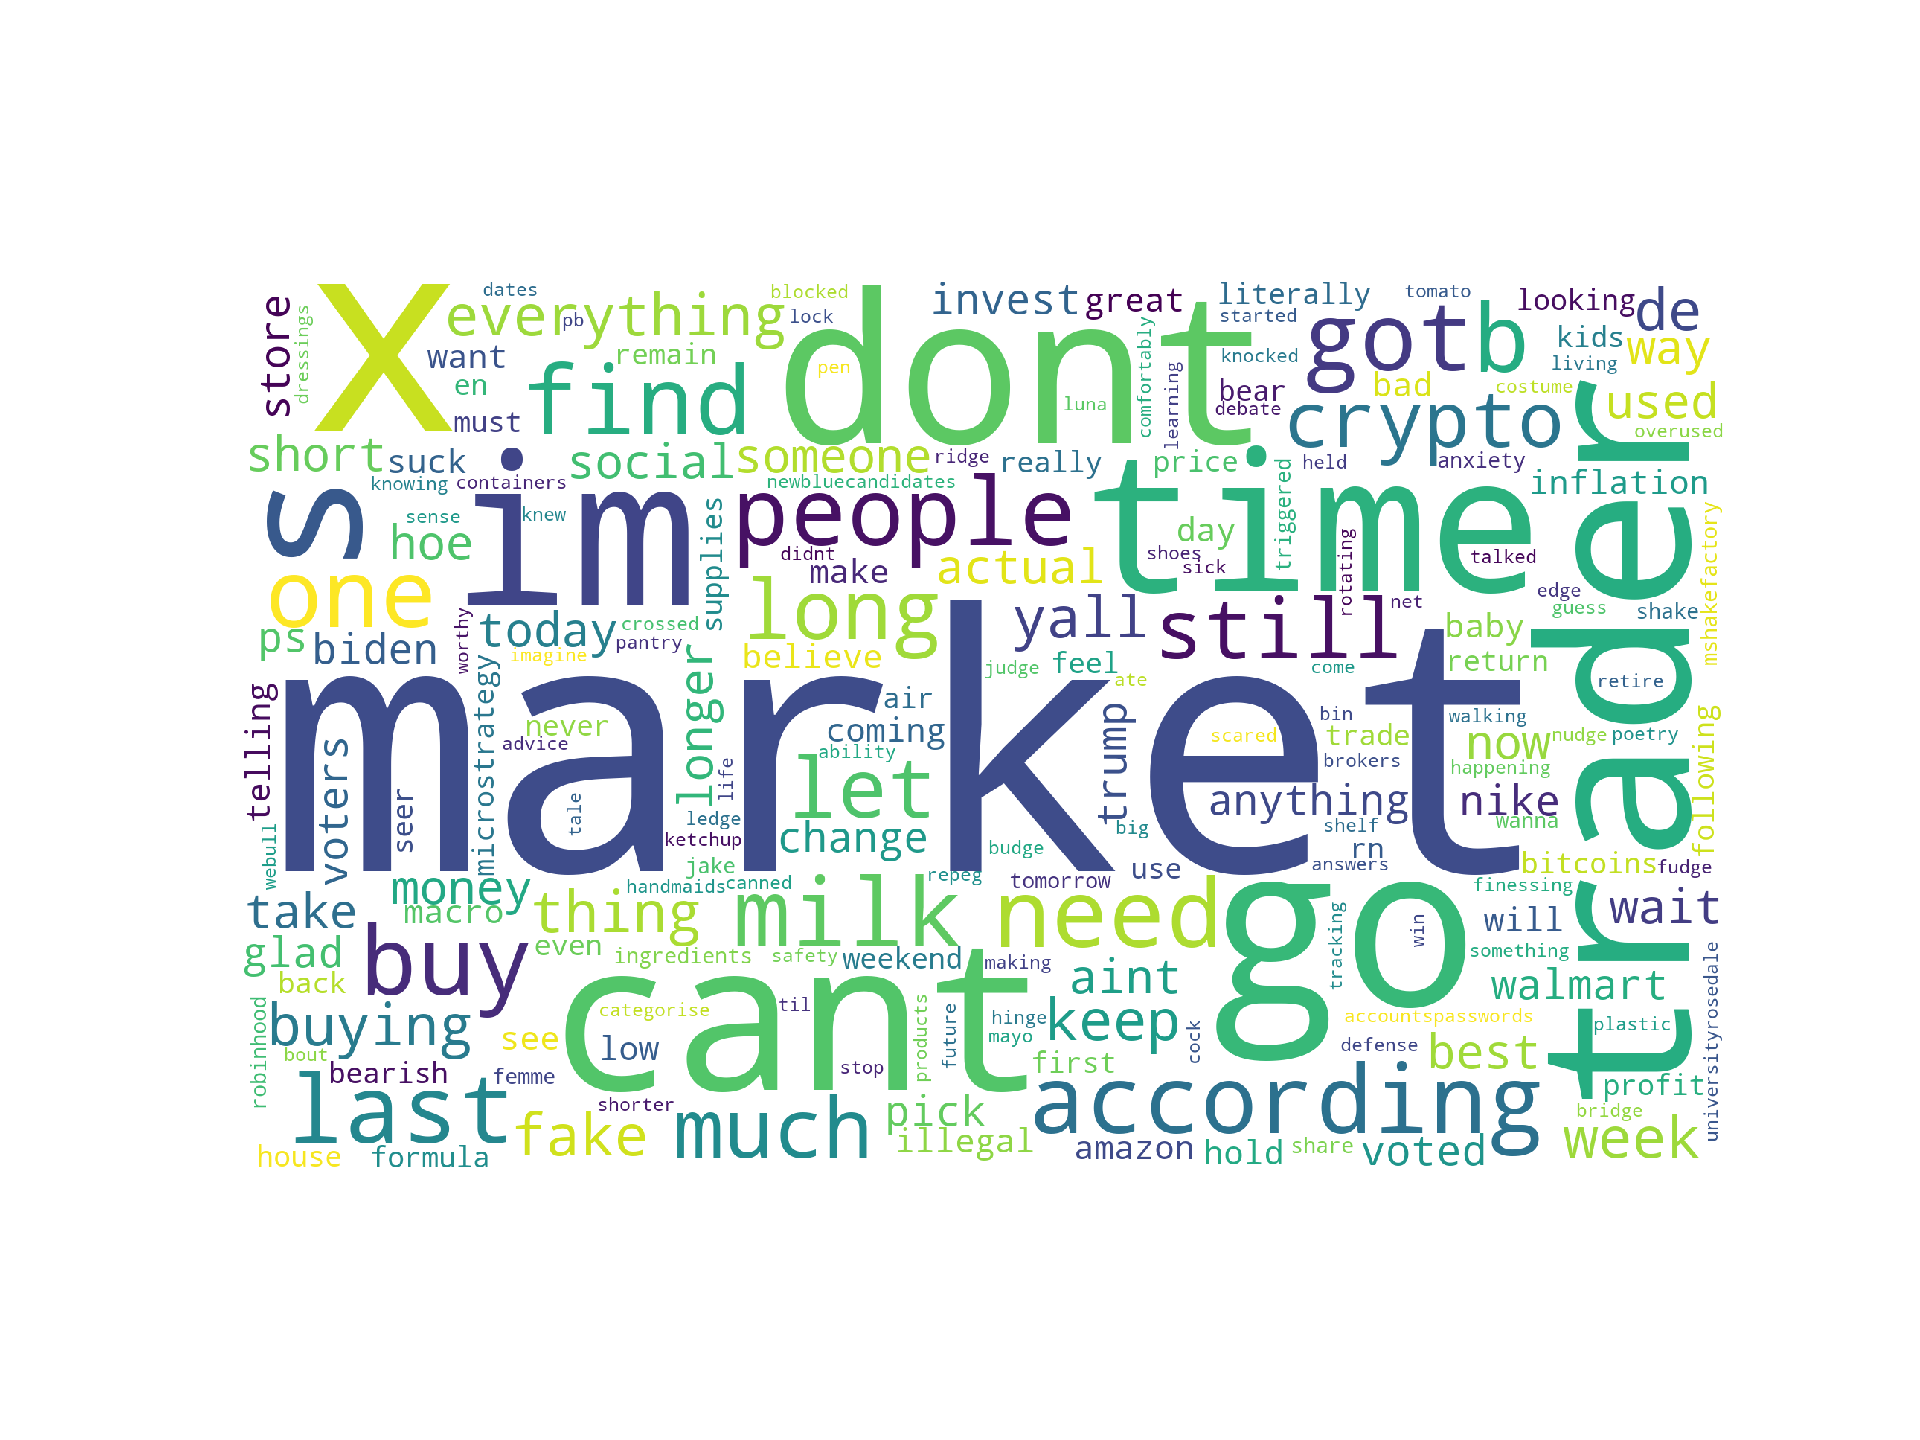 x
dont
everything
dates
pb
blocked
lock
pen
invest
great
literally
started
tomato
looking
de
got
b
kids
living
way
store
dressings
want
en
must
remain
find
luna
comfortably
learning
knocked
bear
debate
bad
costume
used
overused
crypto
short
suck
knowing
containers
social
someone
newbluecandidates
ridge
really
price
held
anxiety
inflation
s
im
sense
knew
hoe
supplies
people
didnt
make
actual
time
day
triggered
shoes
sick
rotating
talked
net
edge
guess
shake
mshakefactory
trader
one
ps
biden
worthy
today
crossed
pantry
imagine
long
believe
yall
still
baby
return
judge
feel
ate
come
retire
market
telling
voters
seer
microstrategy
never
advice
tale
longer
life
ledge
ketchup
jake
air
coming
ability
let
change
trump
big
scared
bin
trade
brokers
walking
now
nudge
poetry
happening
following
anything
nike
shelf
wanna
rn
answers
bitcoins
fudge
webull
take
money
macro
handmaids
canned
repeg
budge
tomorrow
use
thing
milk
need
go
finessing
will
wait
something
glad
back
buy
even
ingredients
safety
weekend
making
aint
tracking
win
walmart
universityrosedale
robinhood
buying
bout
see
categorise
til
cant
low
stop
products
future
hinge
mayo
keep
first
cock
accountspasswords
defense
plastic
best
profit
bearish
femme
last
shorter
fake
much
pick
illegal
according
amazon
hold
share
voted
bridge
week
house
formula